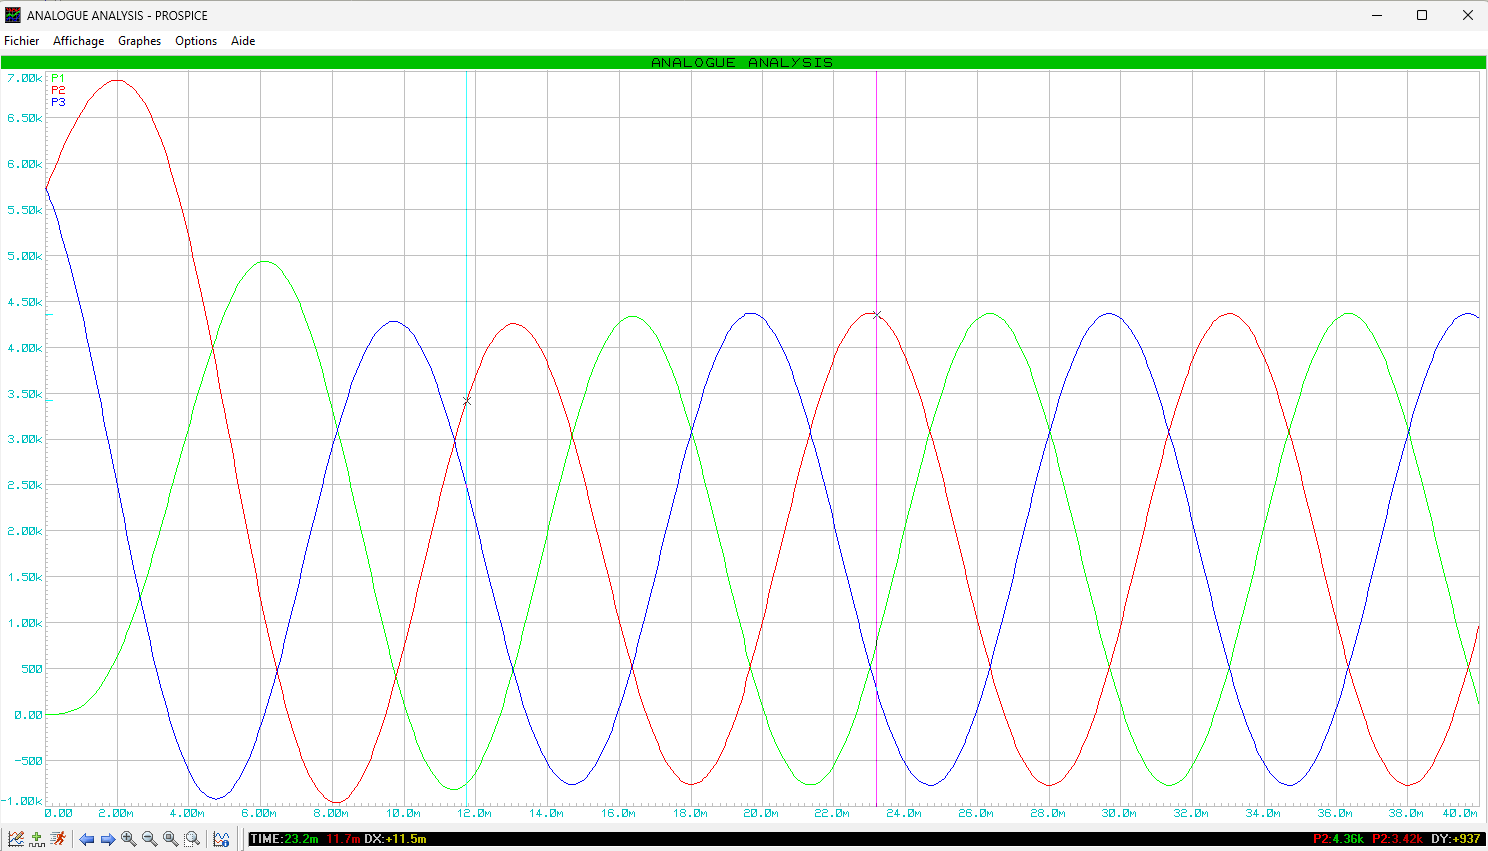 ANALOGUE ANALYSIS - PROSPICE
Fichier Affichage Graphes Options Aide
ANALOGUE ANALYSIS
7.00k
P1
P2
P3
6.50k
6.00k
5.50k
5.00k
4.50k
4.00k
3.50k
3.00k
2.50k
2.00k
1.50k
1.00k
500
0.00
-500
-1.00k
0.00 2.00m 4.00m 6.00m 8.00m 10.0m 12.0m 14.0m 16.0m 18.0m 20.0m 22.0m 24.0m 26.0m 28.0m 30.0m 32.0m 34.0m 36.0m 38.0m 40.0m
TIME:23.2m 11.7m DX:+11.5m P2:4.36k P2:3.42k DY:+937